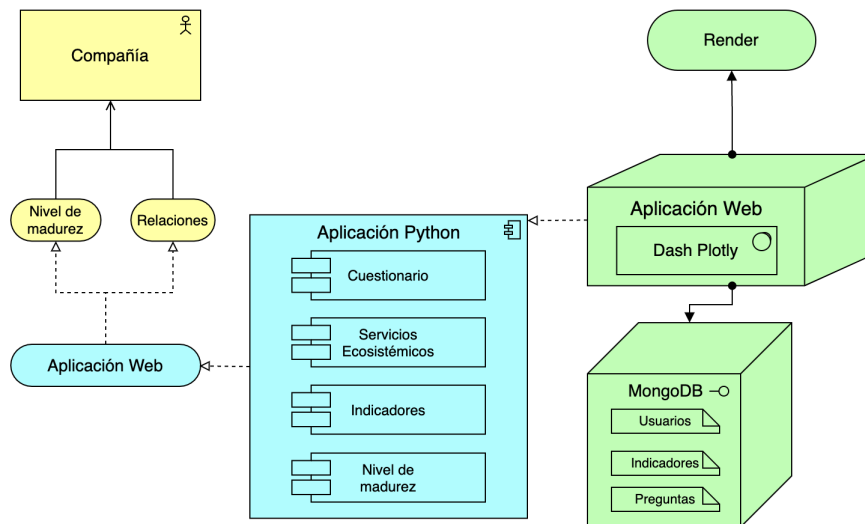 Compañía
Nivel de
madurez
Relaciones
Aplicación Web
Aplicación Python
Cuestionario
Servicios
Ecosistémicos
Indicadores
Nivel de
madurez
Render
Aplicación Web
Dash Plotly
MongoDB
Usuarios
Indicadores
Preguntas